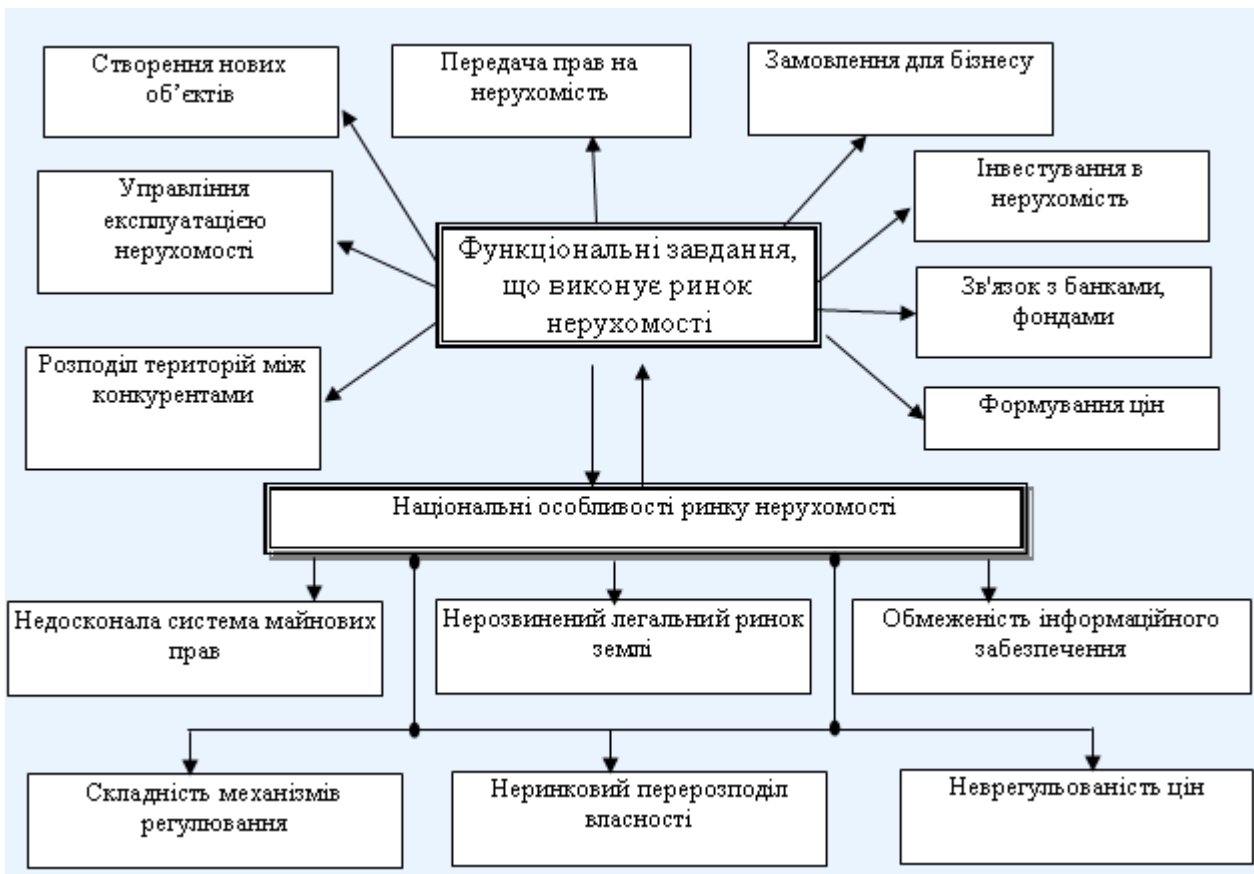 Створення нових
об’єктів
Передача прав на
нерухомість
Замовлення для бізнесу
Управління
експлуатацією
нерухомості
Інвестування в
нерухомість
Функціональні завдання,
що виконує ринок
нерухомості
Зв'язок з банками,
фондами
Розподіл територій між
конкурентами
Формування цін
Національні особливості ринку нерухомості
Недосконала система майнових
прав
Нерозвинений легальний ринок
землі
Обмеженість інформаційного
забезпечення
Складність механізмів
регулювання
Неринковий перерозподіл
власності
Неврегульованість цін